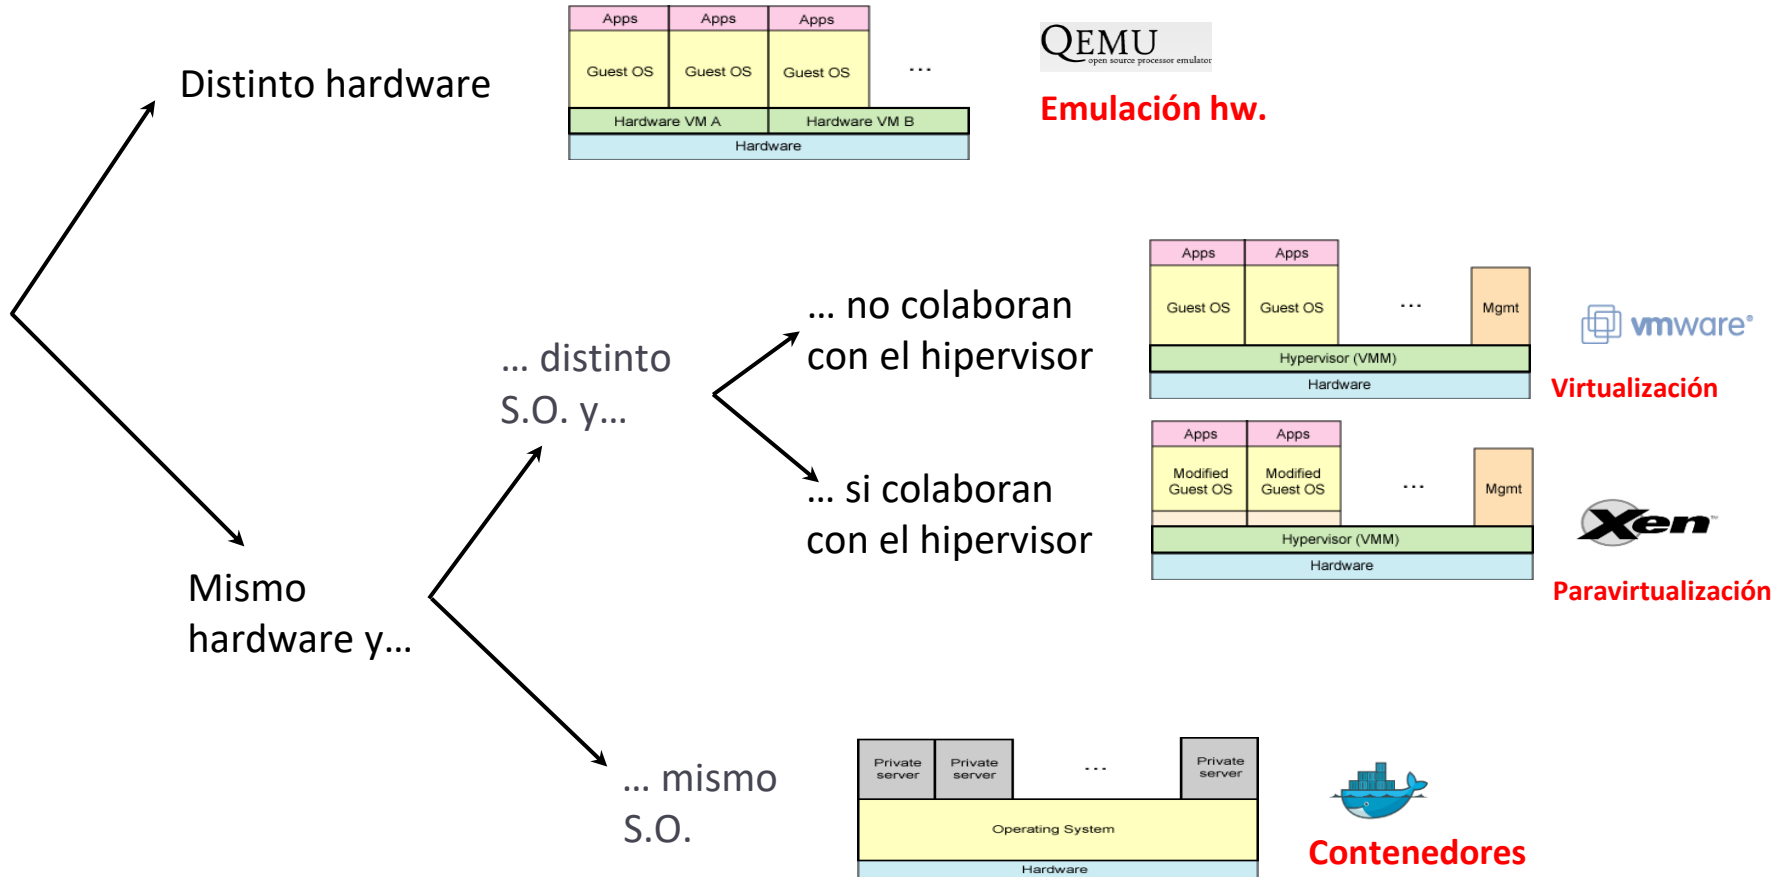 Apps Apps Apps
Guest OS Guest OS Guest OS ...
Hardware VM A Hardware VM B
Hardware
QEMU
open source processor emulator
Emulación hw.
Distinto hardware
Mismo
hardware y...
... distinto
S.O. y...
... no colaboran
con el hipervisor
Apps Apps
Guest OS Guest OS ... Mgmt
Hypervisor (VMM)
Hardware
vmware®
Virtualización
... si colaboran
con el hipervisor
Apps Apps
Modified Modified
Guest OS Guest OS ... Mgmt
Hypervisor (VMM)
Hardware
Xen™
Paravirtualización
... mismo
S.O.
Private Private ... Private
server server server
Operating System
Hardware
Contenedores